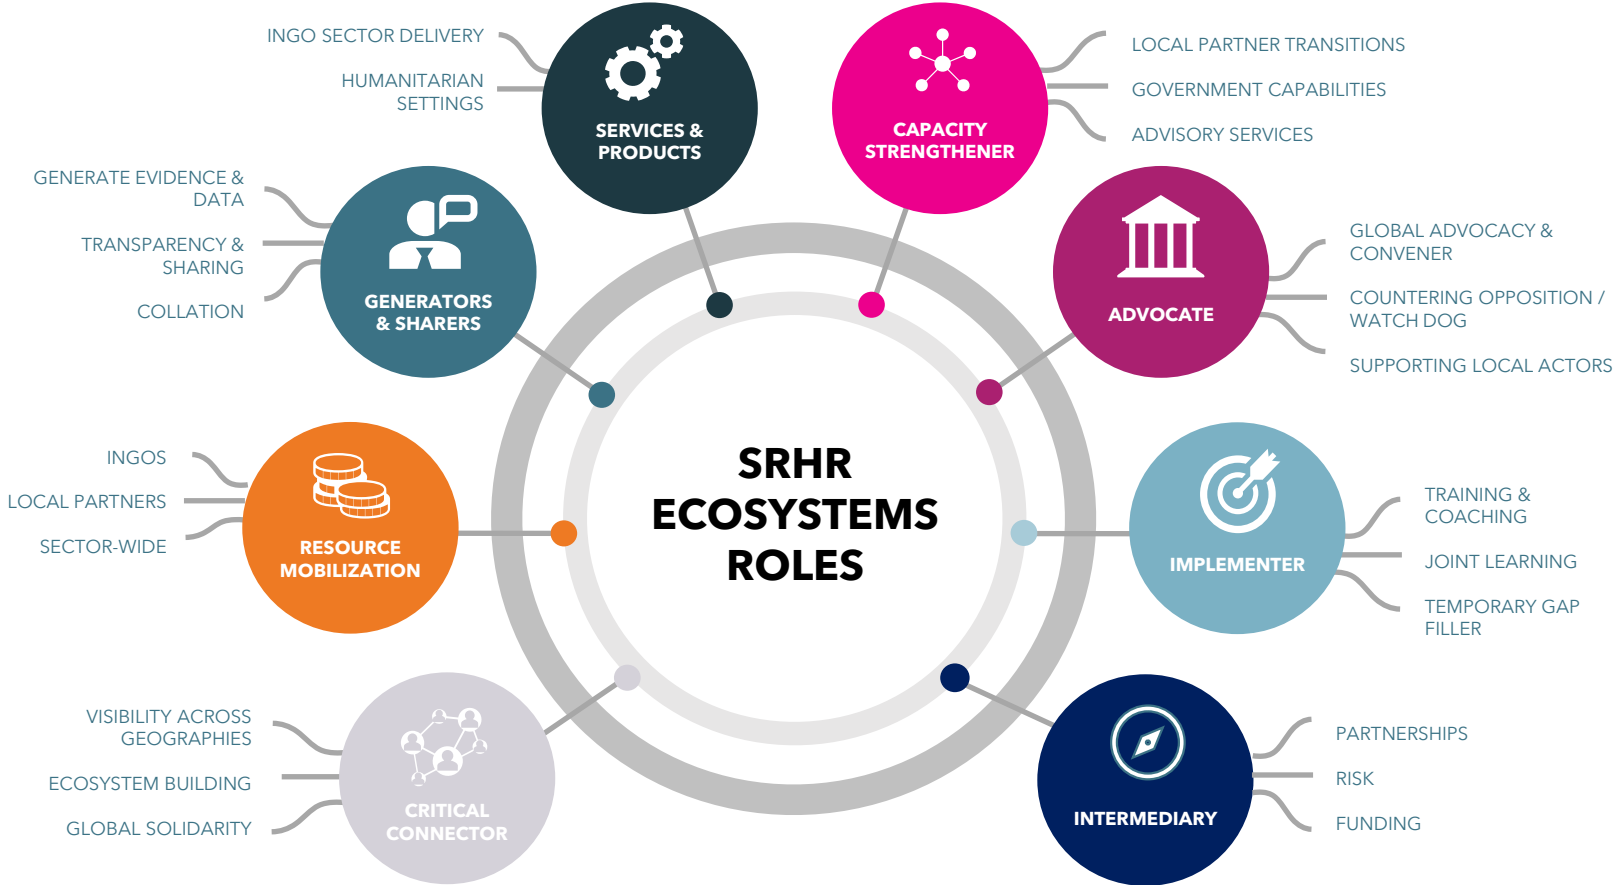 INGO SECTOR DELIVERY
HUMANITARIAN
SETTINGS
SERVICES &
PRODUCTS
CAPACITY
STRENGTHENER
LOCAL PARTNER TRANSITIONS
GOVERNMENT CAPABILITIES
ADVISORY SERVICES
GENERATE EVIDENCE &
DATA
TRANSPARENCY &
SHARING
COLLATION
GENERATORS
& SHARERS
ADVOCATE
GLOBAL ADVOCACY &
CONVENER
COUNTERING OPPOSITION /
WATCH DOG
SUPPORTING LOCAL ACTORS
SRHR
ECOSYSTEMS
ROLES
INGOS
LOCAL PARTNERS
SECTOR-WIDE
RESOURCE
MOBILIZATION
IMPLEMENTER
TRAINING &
COACHING
JOINT LEARNING
TEMPORARY GAP
FILLER
VISIBILITY ACROSS
GEOGRAPHIES
ECOSYSTEM BUILDING
GLOBAL SOLIDARITY
CRITICAL
CONNECTOR
INTERMEDIARY
PARTNERSHIPS
RISK
FUNDING